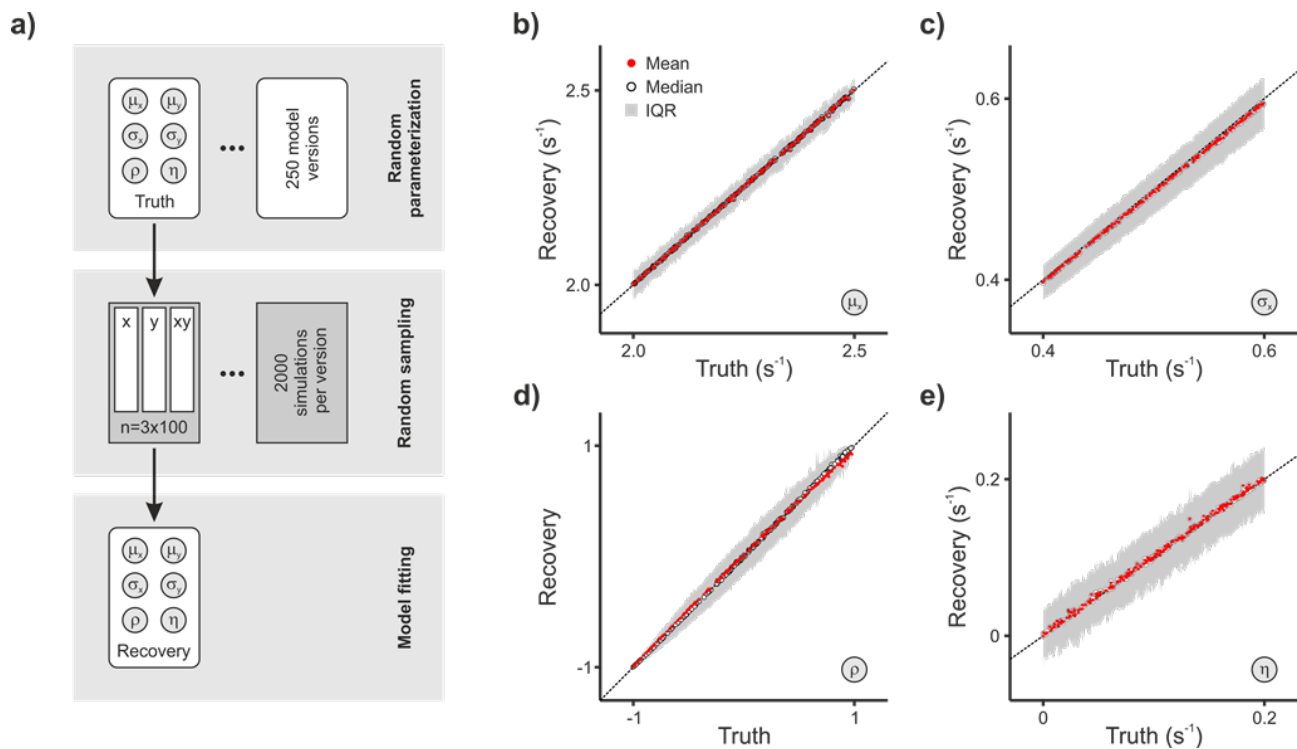 a)
μx μy
σx σy
ρ η
Truth
•••
250 model
versions
Random
parameterization
x y xy
n=3x100
•••
2000
simulations
per version
Random sampling
μx μy
σx σy
ρ η
Recovery
Model fitting
b)
Mean
Median
IQR
Recovery (s⁻¹)
2.5
2.0
2.0 2.5
Truth (s⁻¹)
μx
c)
Recovery (s⁻¹)
0.6
0.4
0.4 0.6
Truth (s⁻¹)
σx
d)
Recovery
1
-1
-1 1
Truth
ρ
e)
Recovery (s⁻¹)
0.2
0
0 0.2
Truth (s⁻¹)
η